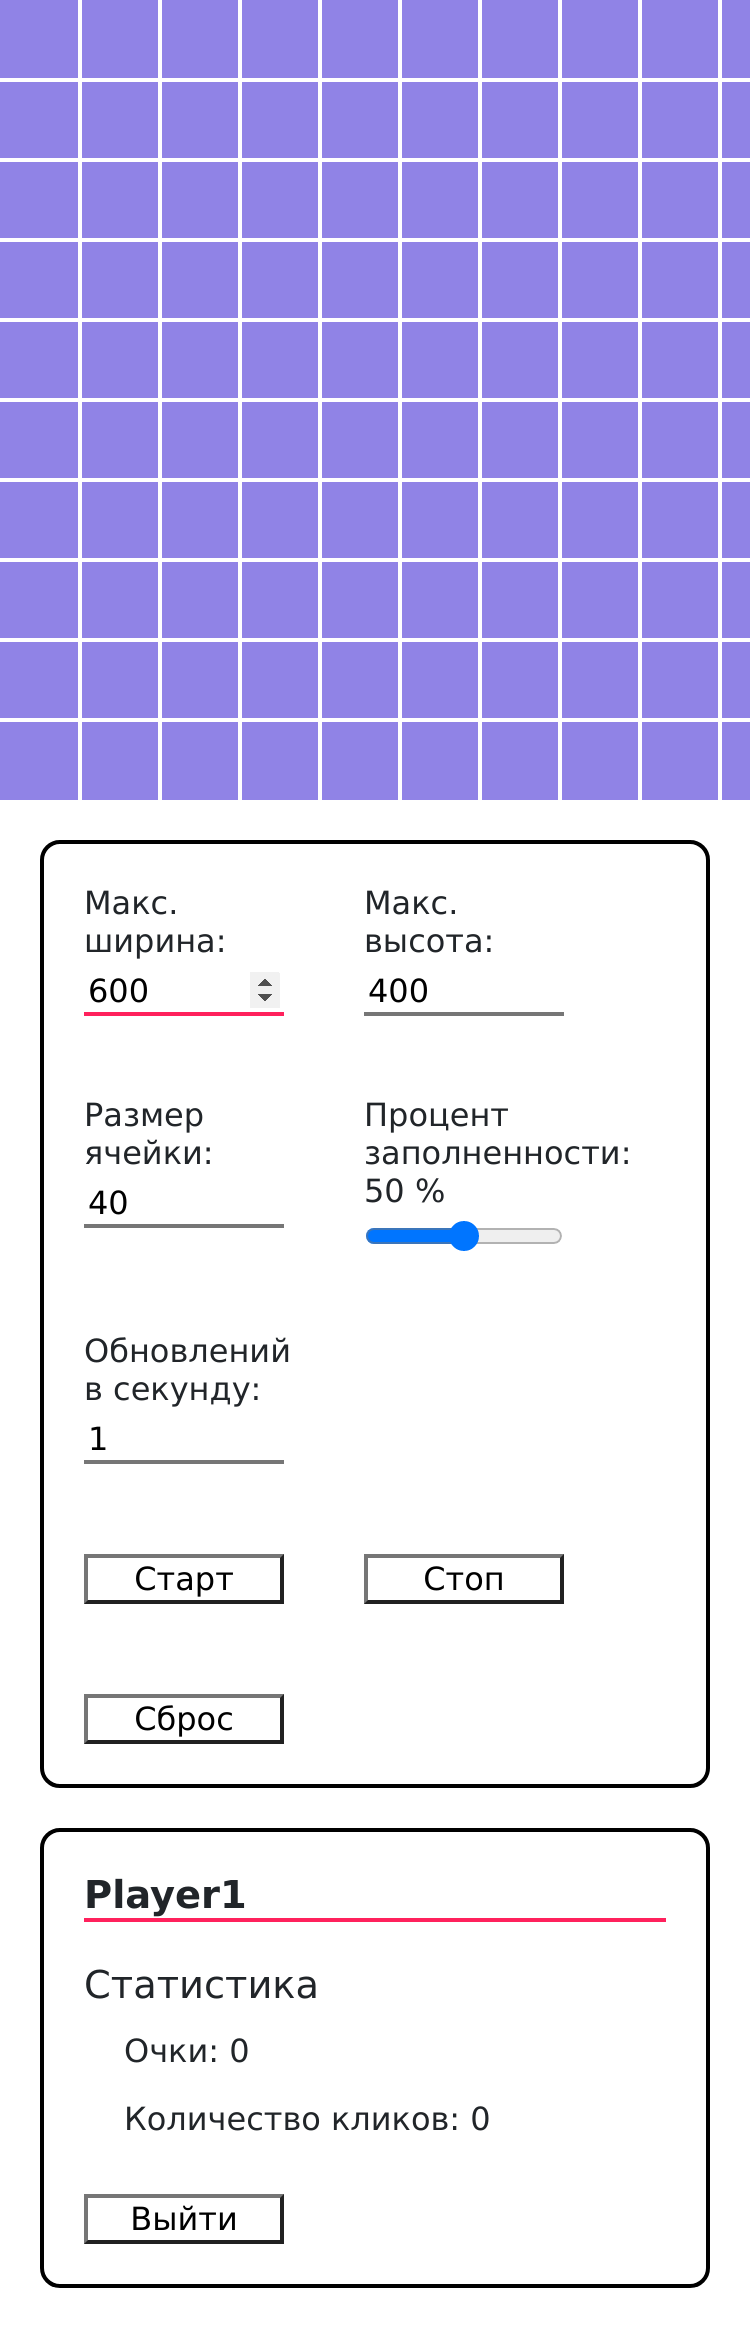 Макс.
ширина:
600
Макс.
высота:
400
Размер
ячейки:
40
Процент
заполненности:
50 %
Обновлений
в секунду:
1
Старт
Стоп
Сброс
Player1
Статистика
Очки: 0
Количество кликов: 0
Выйти